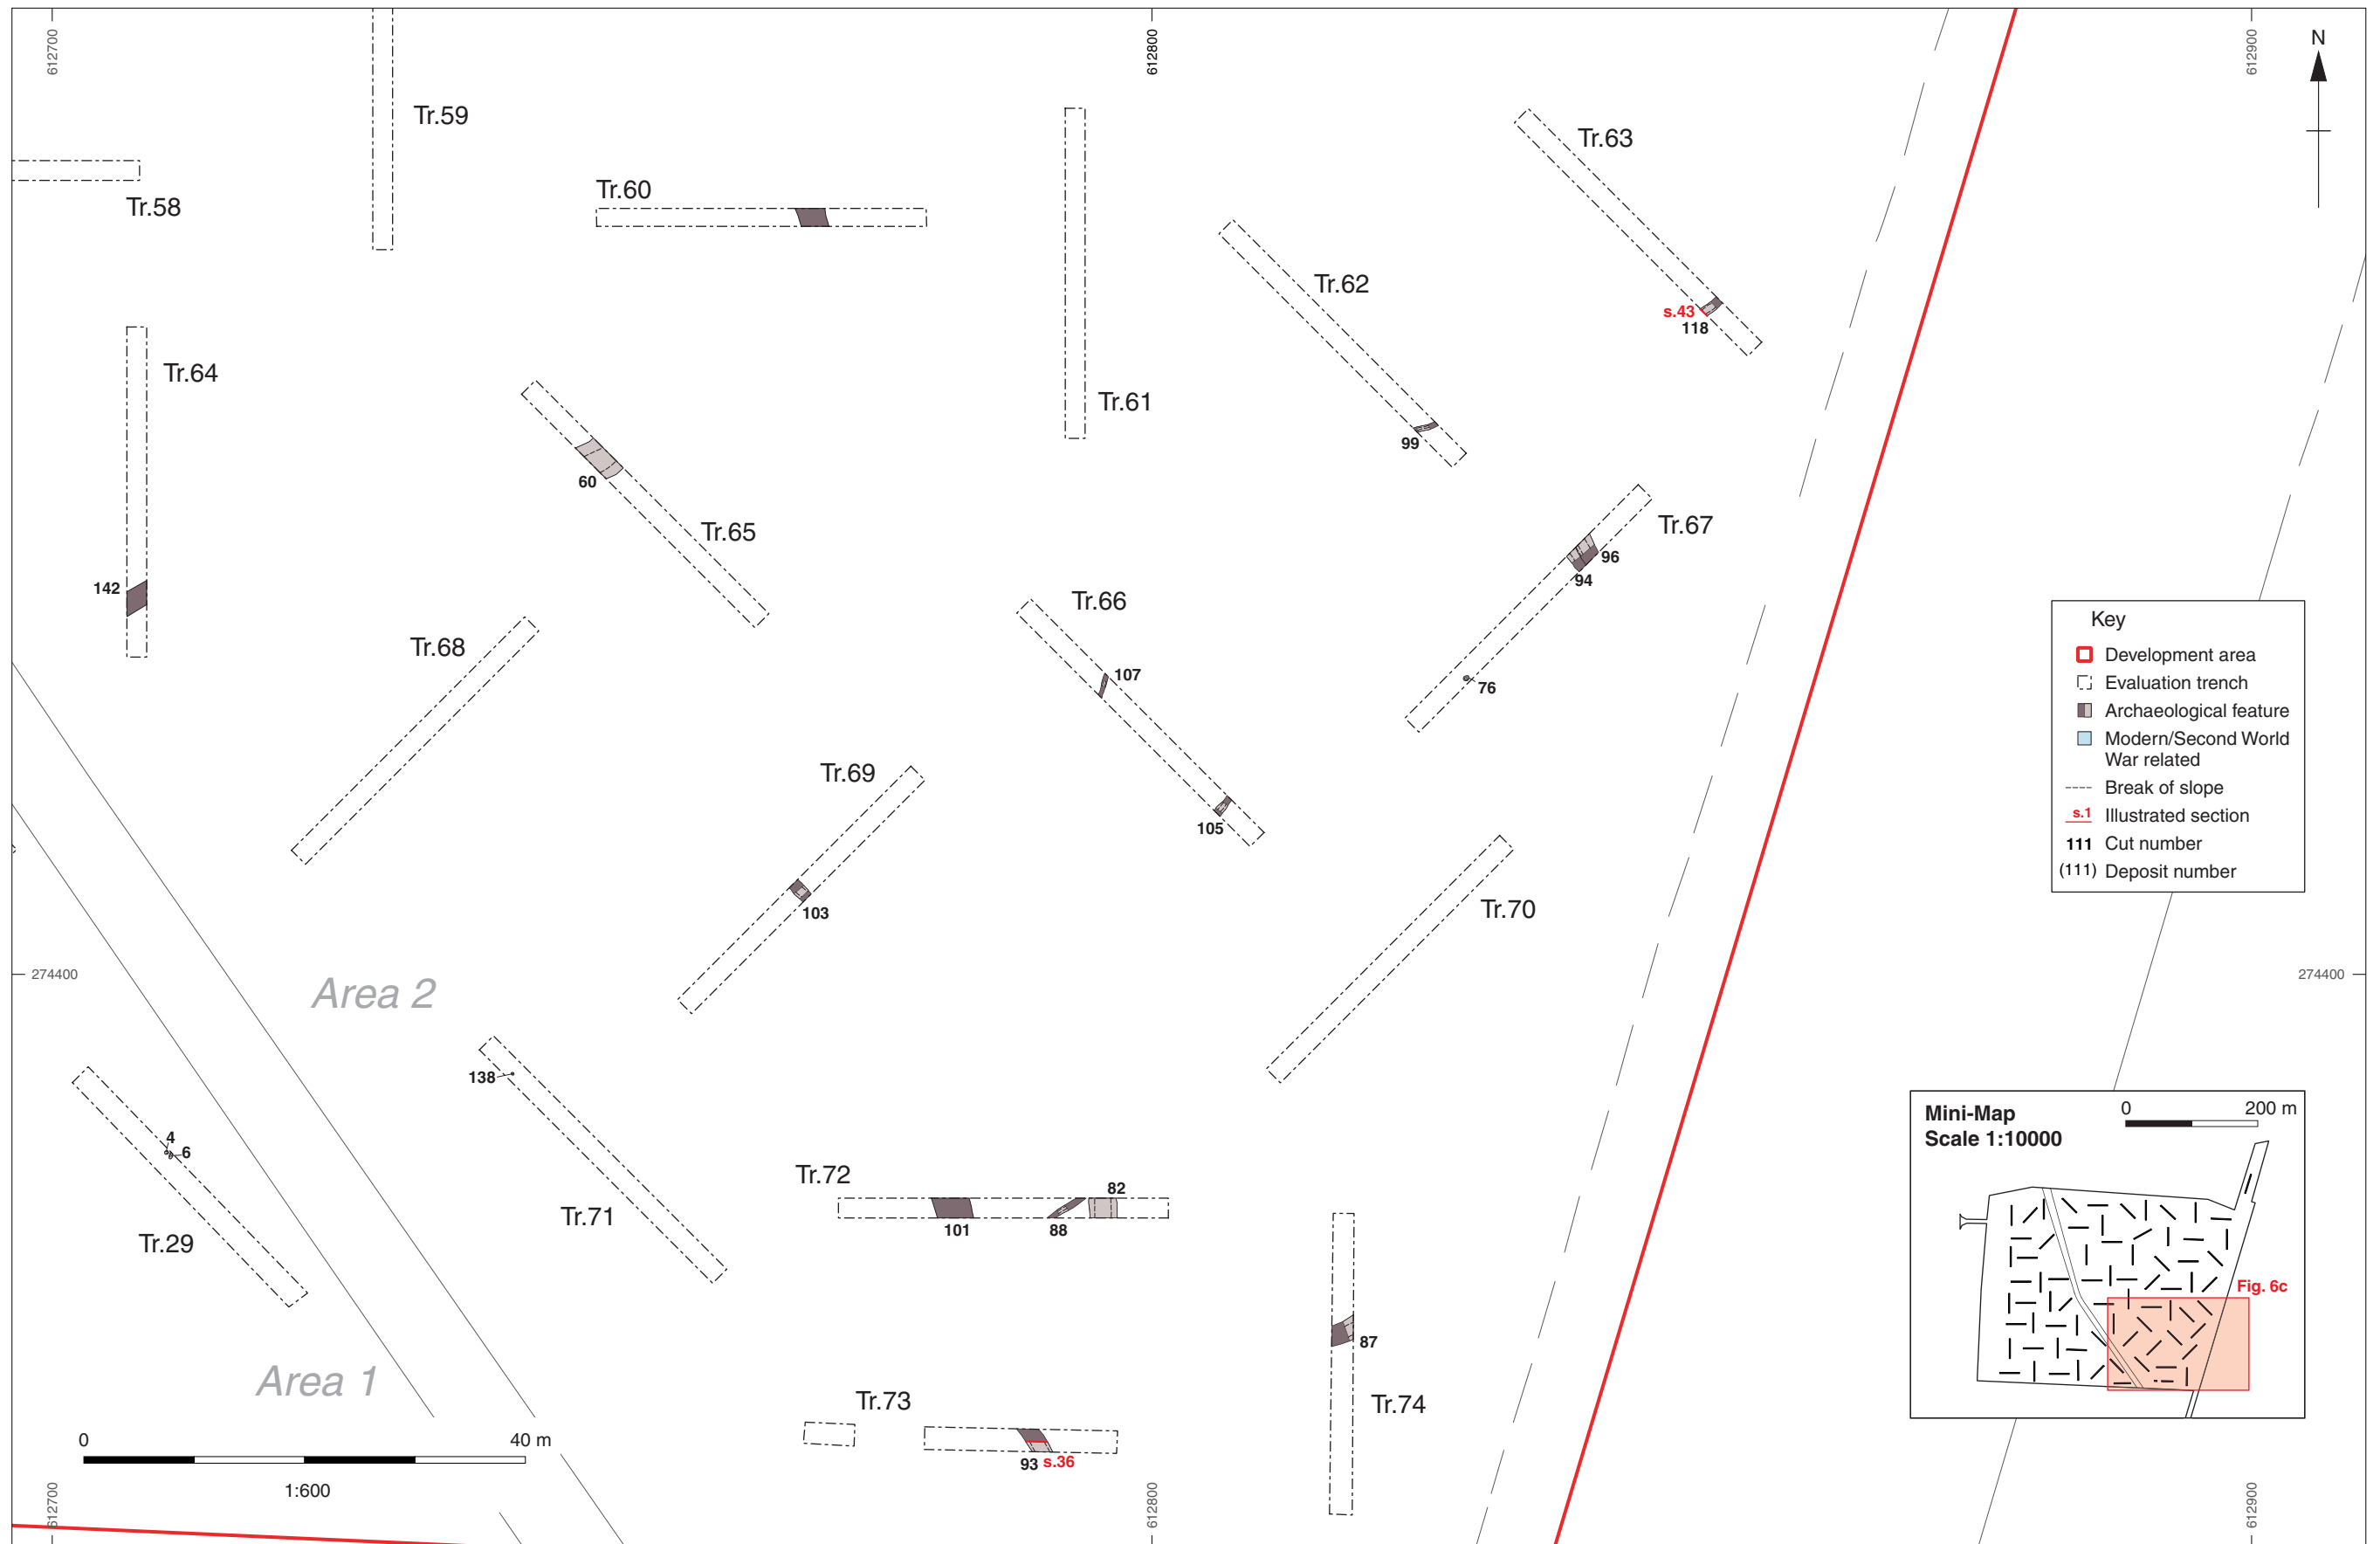 612700
612800
612900
N
Tr.59
Tr.63
Tr.58
Tr.60
Tr.62
s.43
118
Tr.64
Tr.61
99
60
Tr.65
Tr.67
96
94
142
Tr.66
Tr.68
107
76
Key
Development area
Evaluation trench
Archaeological feature
Modern/Second World
War related
Break of slope
s.1 Illustrated section
111 Cut number
(111) Deposit number
Tr.69
105
103
Tr.70
274400
274400
Area 2
138
4
6
Tr.29
Tr.71
Tr.72
82
101
88
Mini-Map
Scale 1:10000
0 200 m
Fig. 6c
87
Tr.74
Area 1
Tr.73
93 s.36
0 40 m
1:600
612700
612800
612900